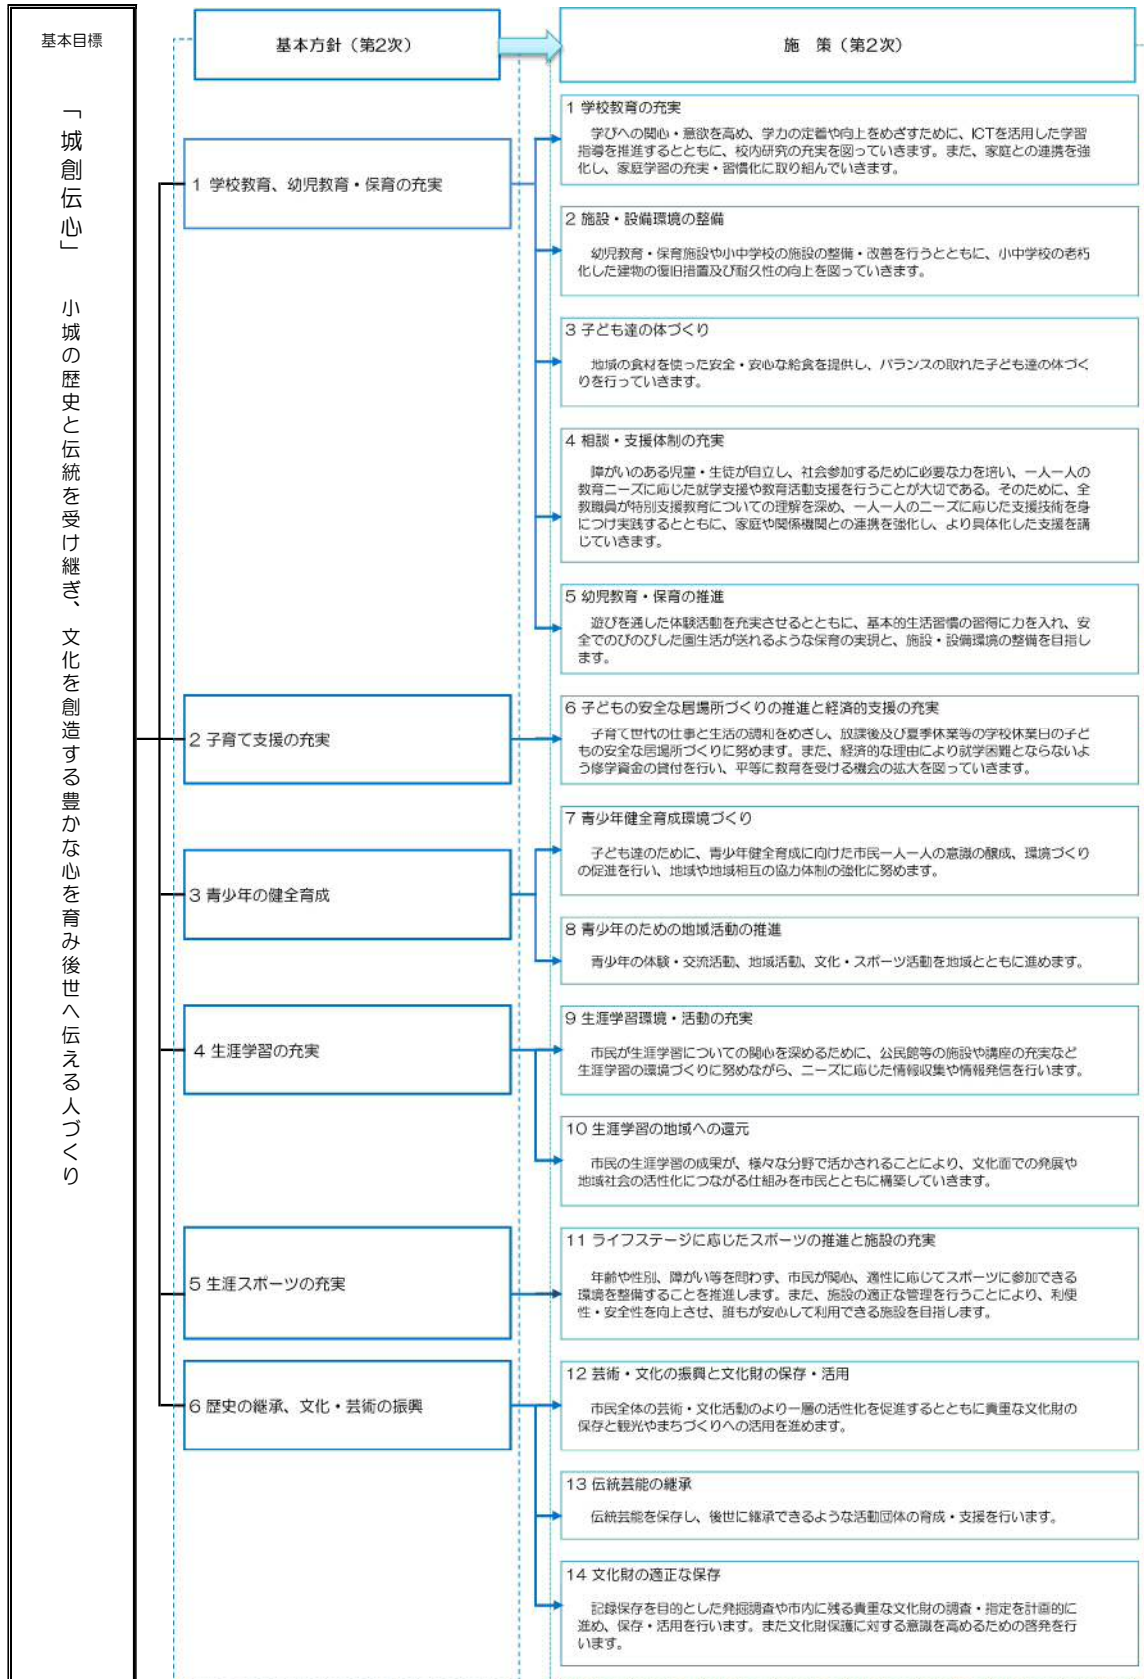 基本目標
「城創伝心」 小城の歴史と伝統を受け継ぎ、文化を創造する豊かな心を育み後世へ伝える人づくり
基本方針（第2次）
施　策（第2次）
1 学校教育、幼児教育・保育の充実
1 学校教育の充実
学びへの関心・意欲を高め、学力の定着や向上をめざすために、ICTを活用した学習
指導を推進するとともに、校内研究の充実を図っていきます。また、家庭との連携を強
化し、家庭学習の充実・習慣化に取り組んでいきます。
2 施設・設備環境の整備
幼児教育・保育施設や小中学校の施設の整備・改善を行うとともに、小中学校の老朽
化した建物の復旧措置及び耐久性の向上を図っていきます。
3 子ども達の体づくり
地域の食材を使った安全・安心な給食を提供し、バランスの取れた子ども達の体づく
りを行っていきます。
4 相談・支援体制の充実
障がいのある児童・生徒が自立し、社会参加するために必要な力を培い、一人一人の
教育ニーズに応じた就学支援や教育活動支援を行うことが大切である。そのために、全
教職員が特別支援教育についての理解を深め、一人一人のニーズに応じた支援技術を身
につけ実践するとともに、家庭や関係機関との連携を強化し、より具体化した支援を講
じていきます。
5 幼児教育・保育の推進
遊びを通した体験活動を充実させるとともに、基本的生活習慣の習得に力を入れ、安
全でのびのびした園生活が送れるような保育の実現と、施設・設備環境の整備を目指し
ます。
2 子育て支援の充実
6 子どもの安全な居場所づくりの推進と経済的支援の充実
子育て世代の仕事と生活の調和をめざし、放課後及び夏季休業等の学校休業日の子ど
もの安全な居場所づくりに努めます。また、経済的な理由により就学困難とならないよ
う修学資金の貸付を行い、平等に教育を受ける機会の拡大を図っていきます。
3 青少年の健全育成
7 青少年健全育成環境づくり
子ども達のために、青少年健全育成に向けた市民一人一人の意識の醸成、環境づくり
の促進を行い、地域や地域相互の協力体制の強化に努めます。
8 青少年のための地域活動の推進
青少年の体験・交流活動、地域活動、文化・スポーツ活動を地域とともに進めます。
4 生涯学習の充実
9 生涯学習環境・活動の充実
市民が生涯学習についての関心を深めるために、公民館等の施設や講座の充実など
生涯学習の環境づくりに努めながら、ニーズに応じた情報収集や情報発信を行います。
10 生涯学習の地域への還元
市民の生涯学習の成果が、様々な分野で活かされることにより、文化面での発展や
地域社会の活性化につながる仕組みを市民とともに構築していきます。
5 生涯スポーツの充実
11 ライフステージに応じたスポーツの推進と施設の充実
年齢や性別、障がい等を問わず、市民が関心、適性に応じてスポーツに参加できる
環境を整備することを推進します。また、施設の適正な管理を行うことにより、利便
性・安全性を向上させ、誰もが安心して利用できる施設を目指します。
6 歴史の継承、文化・芸術の振興
12 芸術・文化の振興と文化財の保存・活用
市民全体の芸術・文化活動のより一層の活性化を促進するとともに貴重な文化財の
保存と観光やまちづくりへの活用を進めます。
13 伝統芸能の継承
伝統芸能を保存し、後世に継承できるような活動団体の育成・支援を行います。
14 文化財の適正な保存
記録保存を目的とした発掘調査や市内に残る貴重な文化財の調査・指定を計画的に
進め、保存・活用を行います。また文化財保護に対する意識を高めるための啓発を行
います。